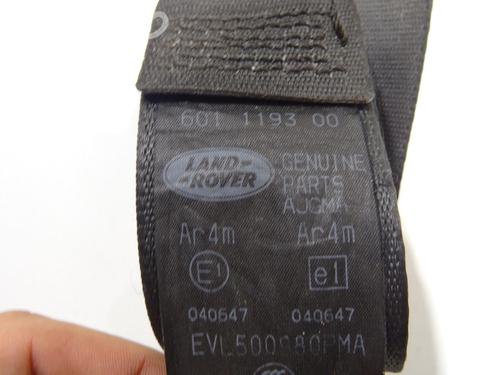 601 1193 00
LAND-
ROVER
GENUINE
PARTS
AJGMA
Ar4m Ar4m
E1 e1
040647 040647
EVL500980PMA